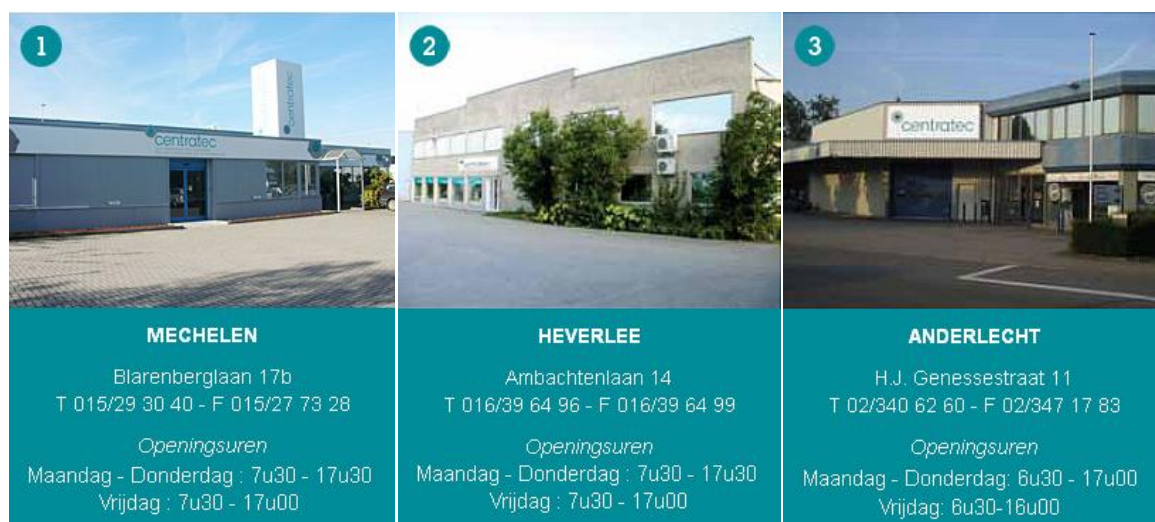 1
centratec
centratec
MECHELEN
Blarenberglaan 17b
T 015/29 30 40 - F 015/27 73 28
Openingsuren
Maandag - Donderdag : 7u30 - 17u30
Vrijdag : 7u30 - 17u00
2
HEVERLEE
Ambachtenlaan 14
T 016/39 64 96 - F 016/39 64 99
Openingsuren
Maandag - Donderdag : 7u30 - 17u30
Vrijdag : 7u30 - 17u00
3
centratec
ANDERLECHT
H.J. Genessestraat 11
T 02/340 62 60 - F 02/347 17 83
Openingsuren
Maandag - Donderdag: 6u30 - 17u00
Vrijdag: 6u30-16u00